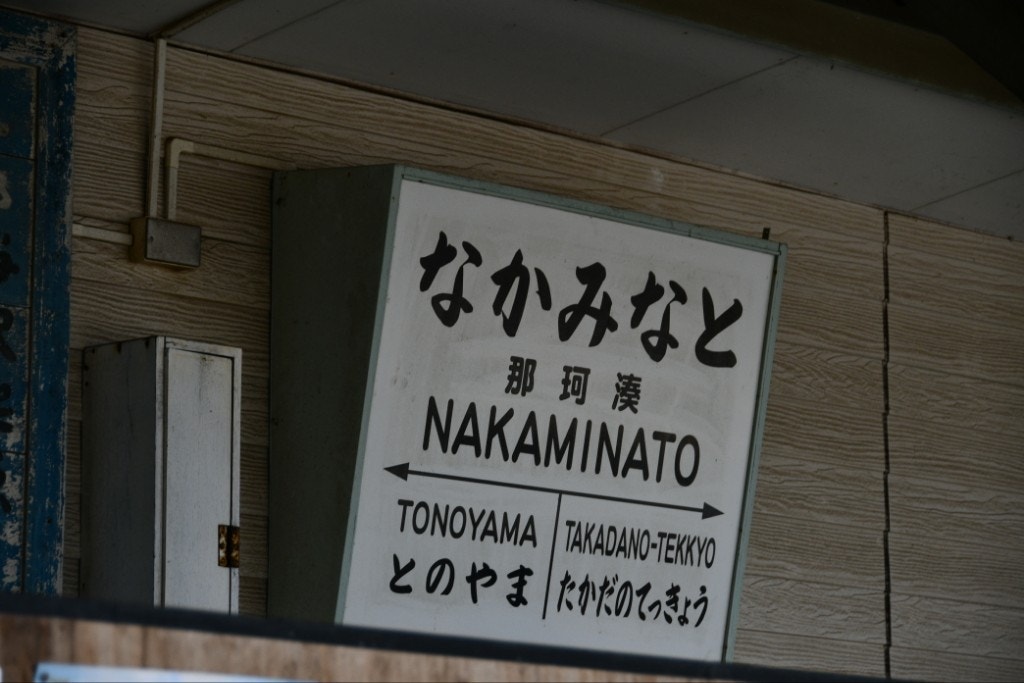 なかみなと
那珂湊
NAKAMINATO
TONOYAMA
とのやま
TAKADANO-TEKKYO
たかだのてっきょう